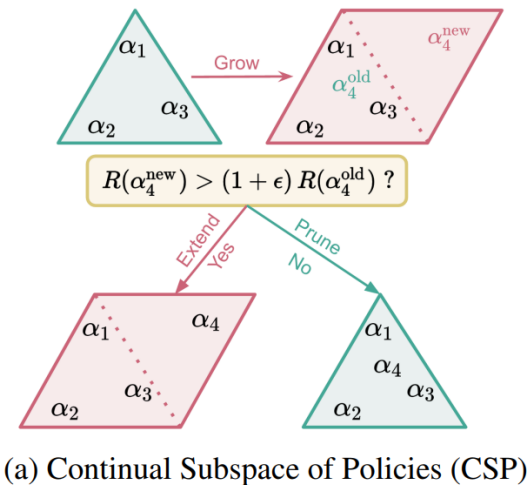 α₁
α₂
α₃
Grow
α₁
α₄ⁿᵉʷ
α₄ᵒˡᵈ
α₃
α₂
R(α₄ⁿᵉʷ) > (1 + ϵ) R(α₄ᵒˡᵈ) ?
Extend
Yes
Prune
No
α₁
α₄
α₃
α₂
α₁
α₄
α₃
α₂
(a) Continual Subspace of Policies (CSP)